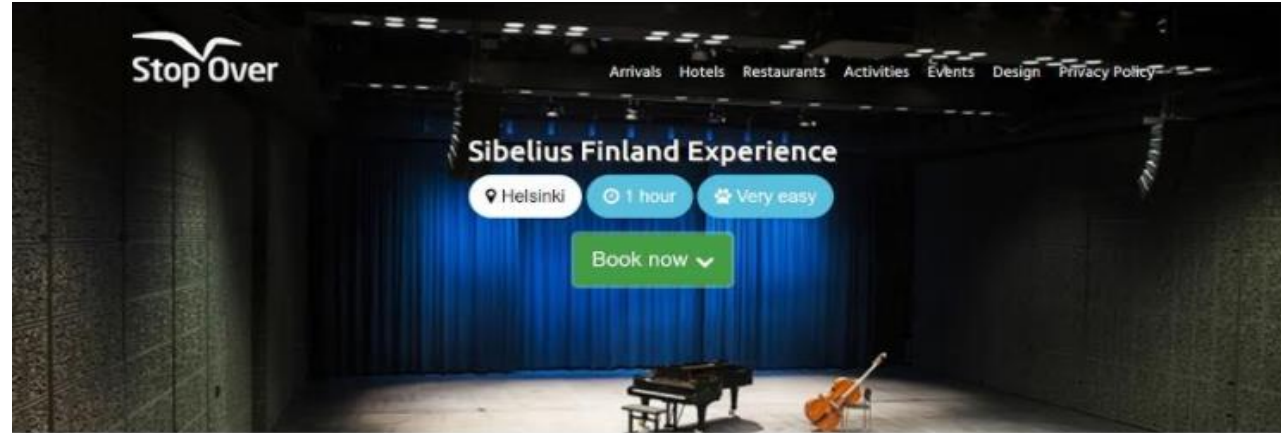 Stop Over
Arrivals Hotels Restaurants Activities Events Design Privacy Policy
Sibelius Finland Experience
Helsinki 1 hour Very easy
Book now